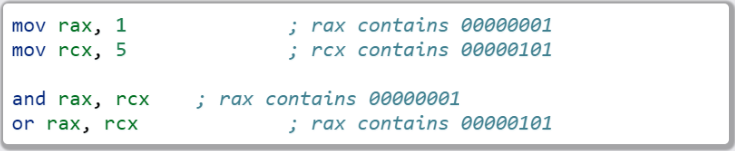 mov rax, 1 ; rax contains 00000001
mov rcx, 5 ; rcx contains 00000101
and rax, rcx ; rax contains 00000001
or rax, rcx ; rax contains 00000101